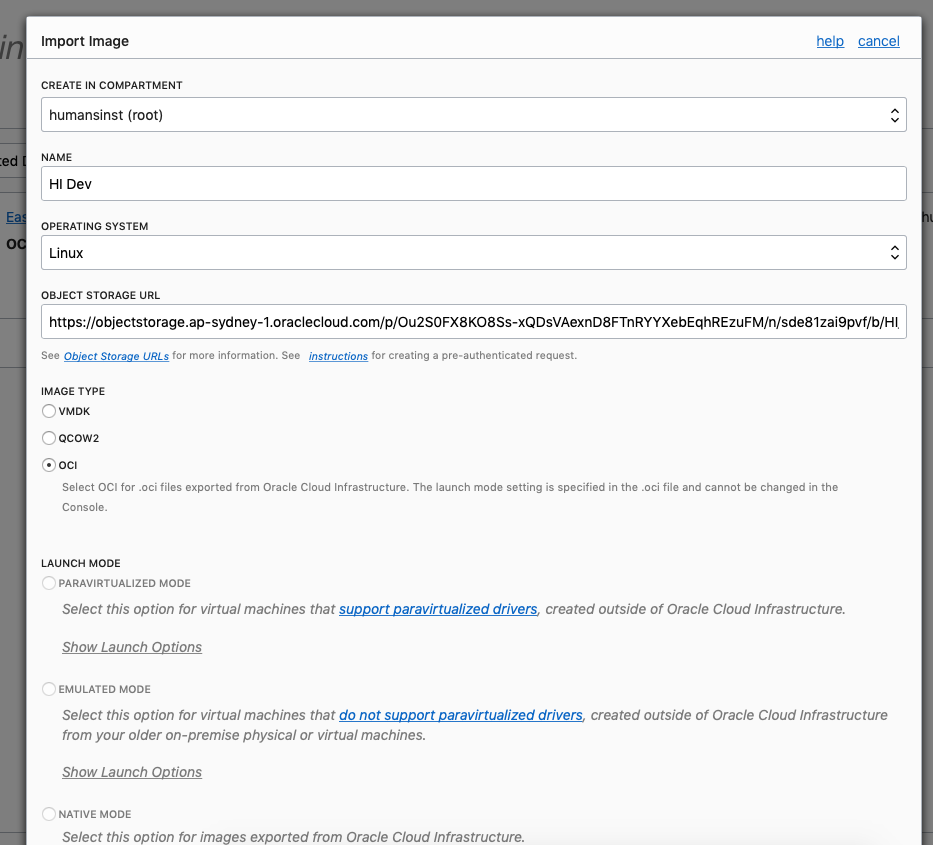 Import Image
help cancel
in
CREATE IN COMPARTMENT
humansinst (root)
NAME
HI Dev
OPERATING SYSTEM
Linux
OBJECT STORAGE URL
https://objectstorage.ap-sydney-1.oraclecloud.com/p/Ou2S0FX8KO8Ss-xQDsVAexnD8FTnRYYXebEqhREzuFM/n/sde81zai9pvf/b/HI
See Object Storage URLs for more information. See instructions for creating a pre-authenticated request.
IMAGE TYPE
VMDK
QCOW2
OCI
Select OCI for .oci files exported from Oracle Cloud Infrastructure. The launch mode setting is specified in the .oci file and cannot be changed in the
Console.
LAUNCH MODE
PARAVIRTUALIZED MODE
Select this option for virtual machines that support paravirtualized drivers, created outside of Oracle Cloud Infrastructure.
Show Launch Options
EMULATED MODE
Select this option for virtual machines that do not support paravirtualized drivers, created outside of Oracle Cloud Infrastructure
from your older on-premise physical or virtual machines.
Show Launch Options
NATIVE MODE
Select this option for images exported from Oracle Cloud Infrastructure.